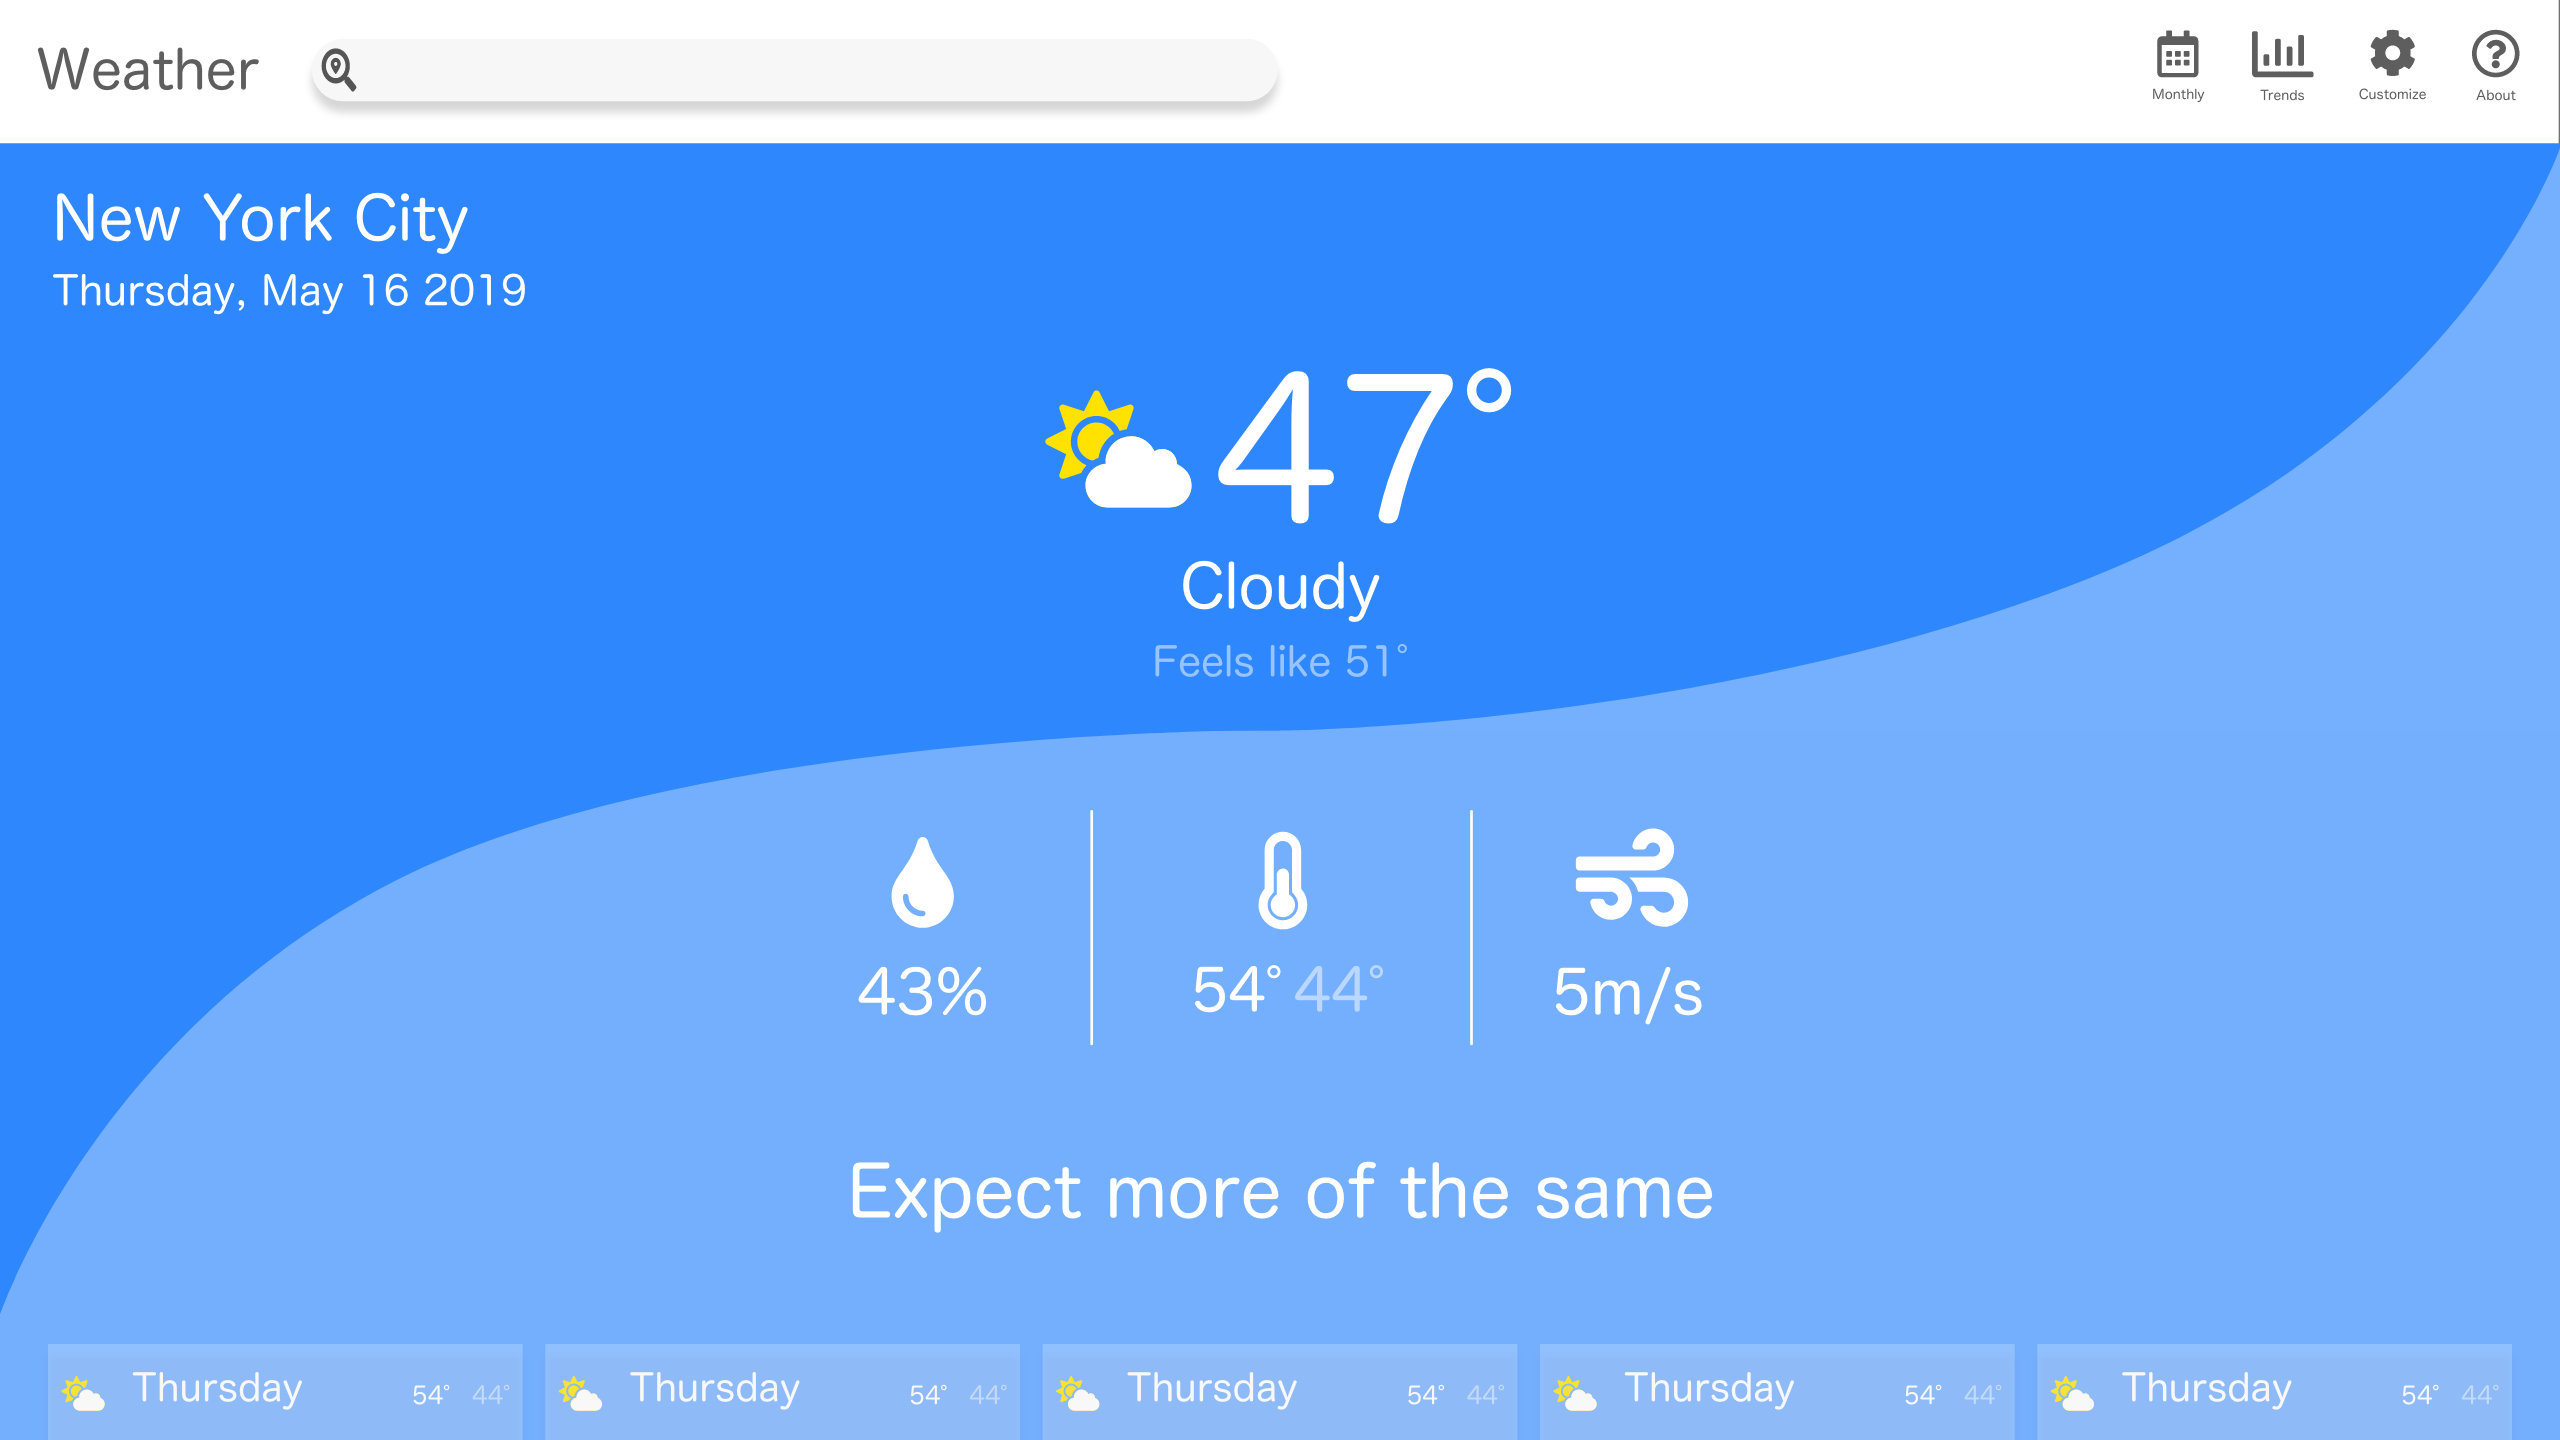 Weather
Monthly
Trends
Customize
About
New York City
Thursday, May 16 2019
47°
Cloudy
Feels like 51°
43%
54° 44°
5m/s
Expect more of the same
Thursday 54° 44°
Thursday 54° 44°
Thursday 54° 44°
Thursday 54° 44°
Thursday 54° 44°